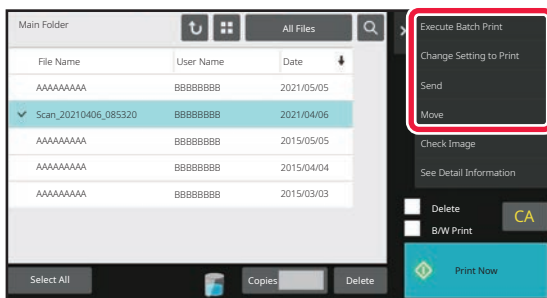 Main Folder
All Files
File Name User Name Date
AAAAAAAAA BBBBBBBB 2021/05/05
Scan_20210406_085320 BBBBBBBB 2021/04/06
AAAAAAAAA BBBBBBBB 2015/05/05
AAAAAAAAA BBBBBBBB 2015/04/04
AAAAAAAAA BBBBBBBB 2015/03/03
Select All
Copies
Delete
Execute Batch Print
Change Setting to Print
Send
Move
Check Image
See Detail Information
Delete
B/W Print
CA
Print Now